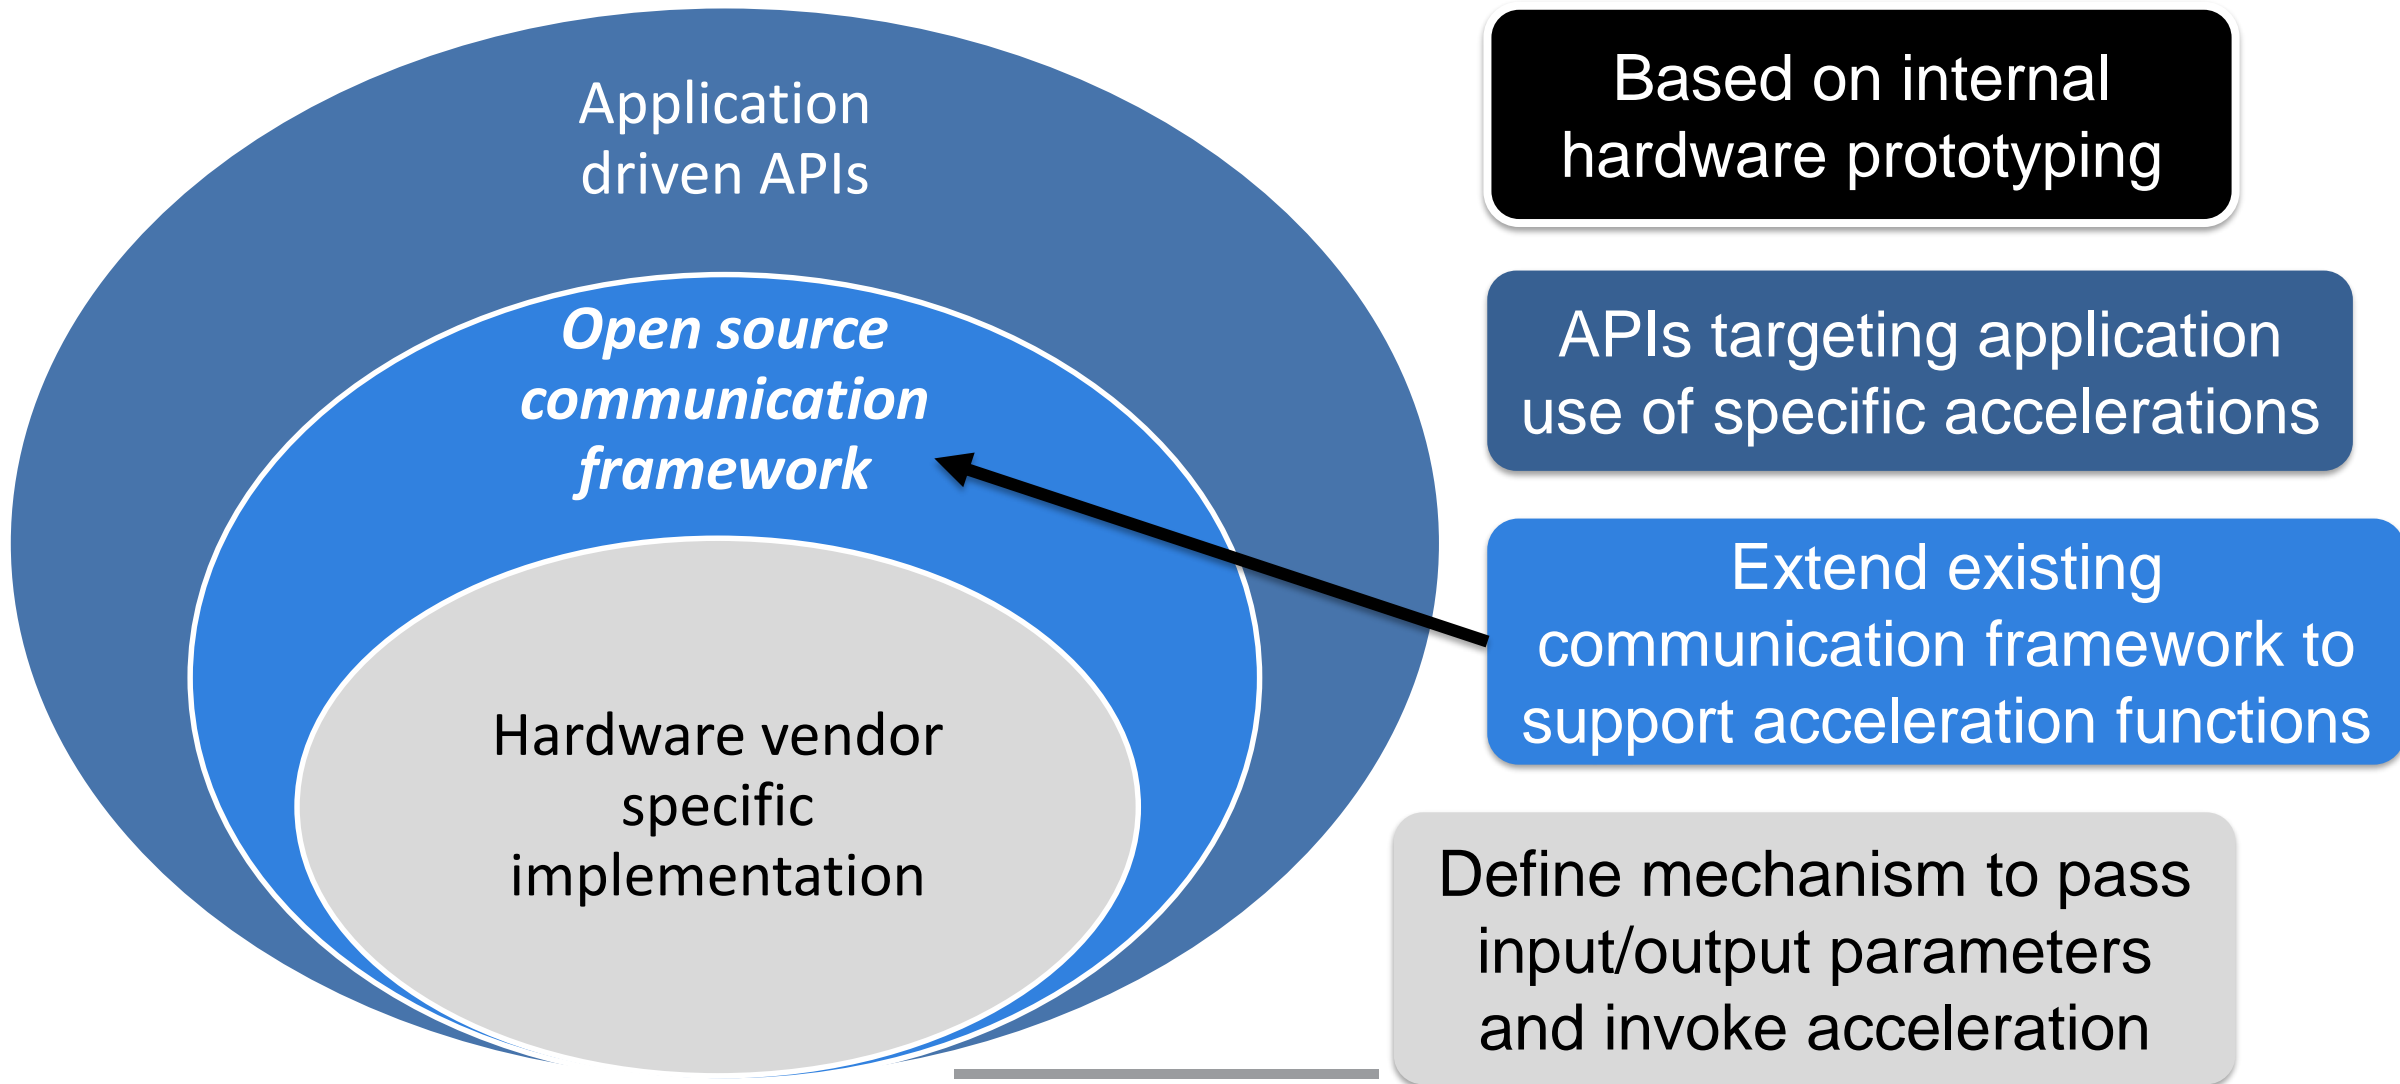 Application
driven APIs
Open source
communication
framework
Hardware vendor
specific
implementation
Based on internal
hardware prototyping
APIs targeting application
use of specific accelerations
Extend existing
communication framework to
support acceleration functions
Define mechanism to pass
input/output parameters
and invoke acceleration